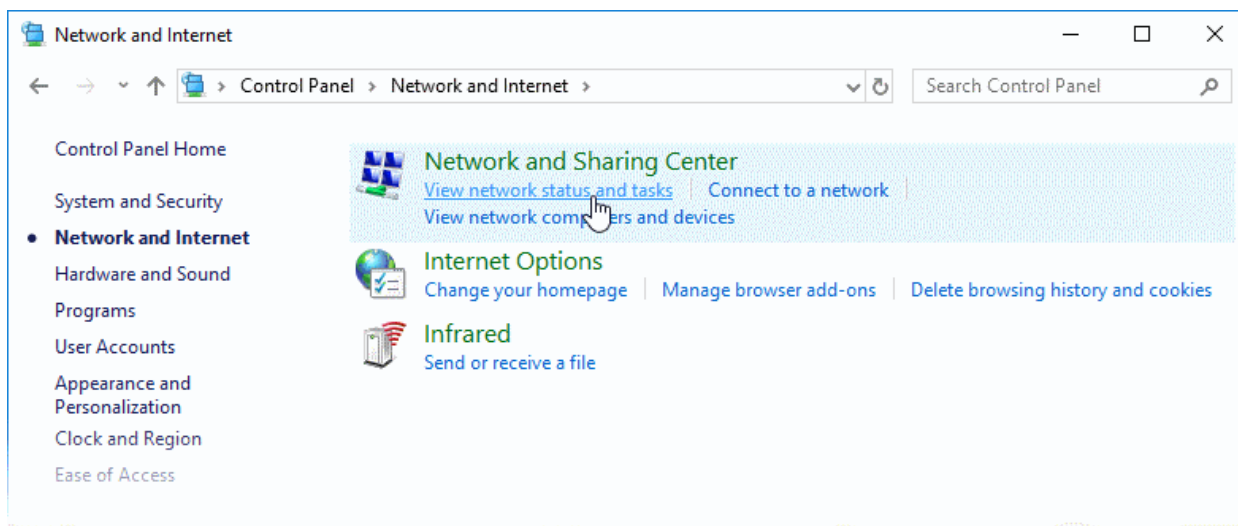 Network and Internet
Control Panel > Network and Internet >
Search Control Panel
Control Panel Home
System and Security
Network and Internet
Hardware and Sound
Programs
User Accounts
Appearance and
Personalization
Clock and Region
Ease of Access
Network and Sharing Center
View network status and tasks | Connect to a network |
View network computers and devices
Internet Options
Change your homepage | Manage browser add-ons | Delete browsing history and cookies
Infrared
Send or receive a file